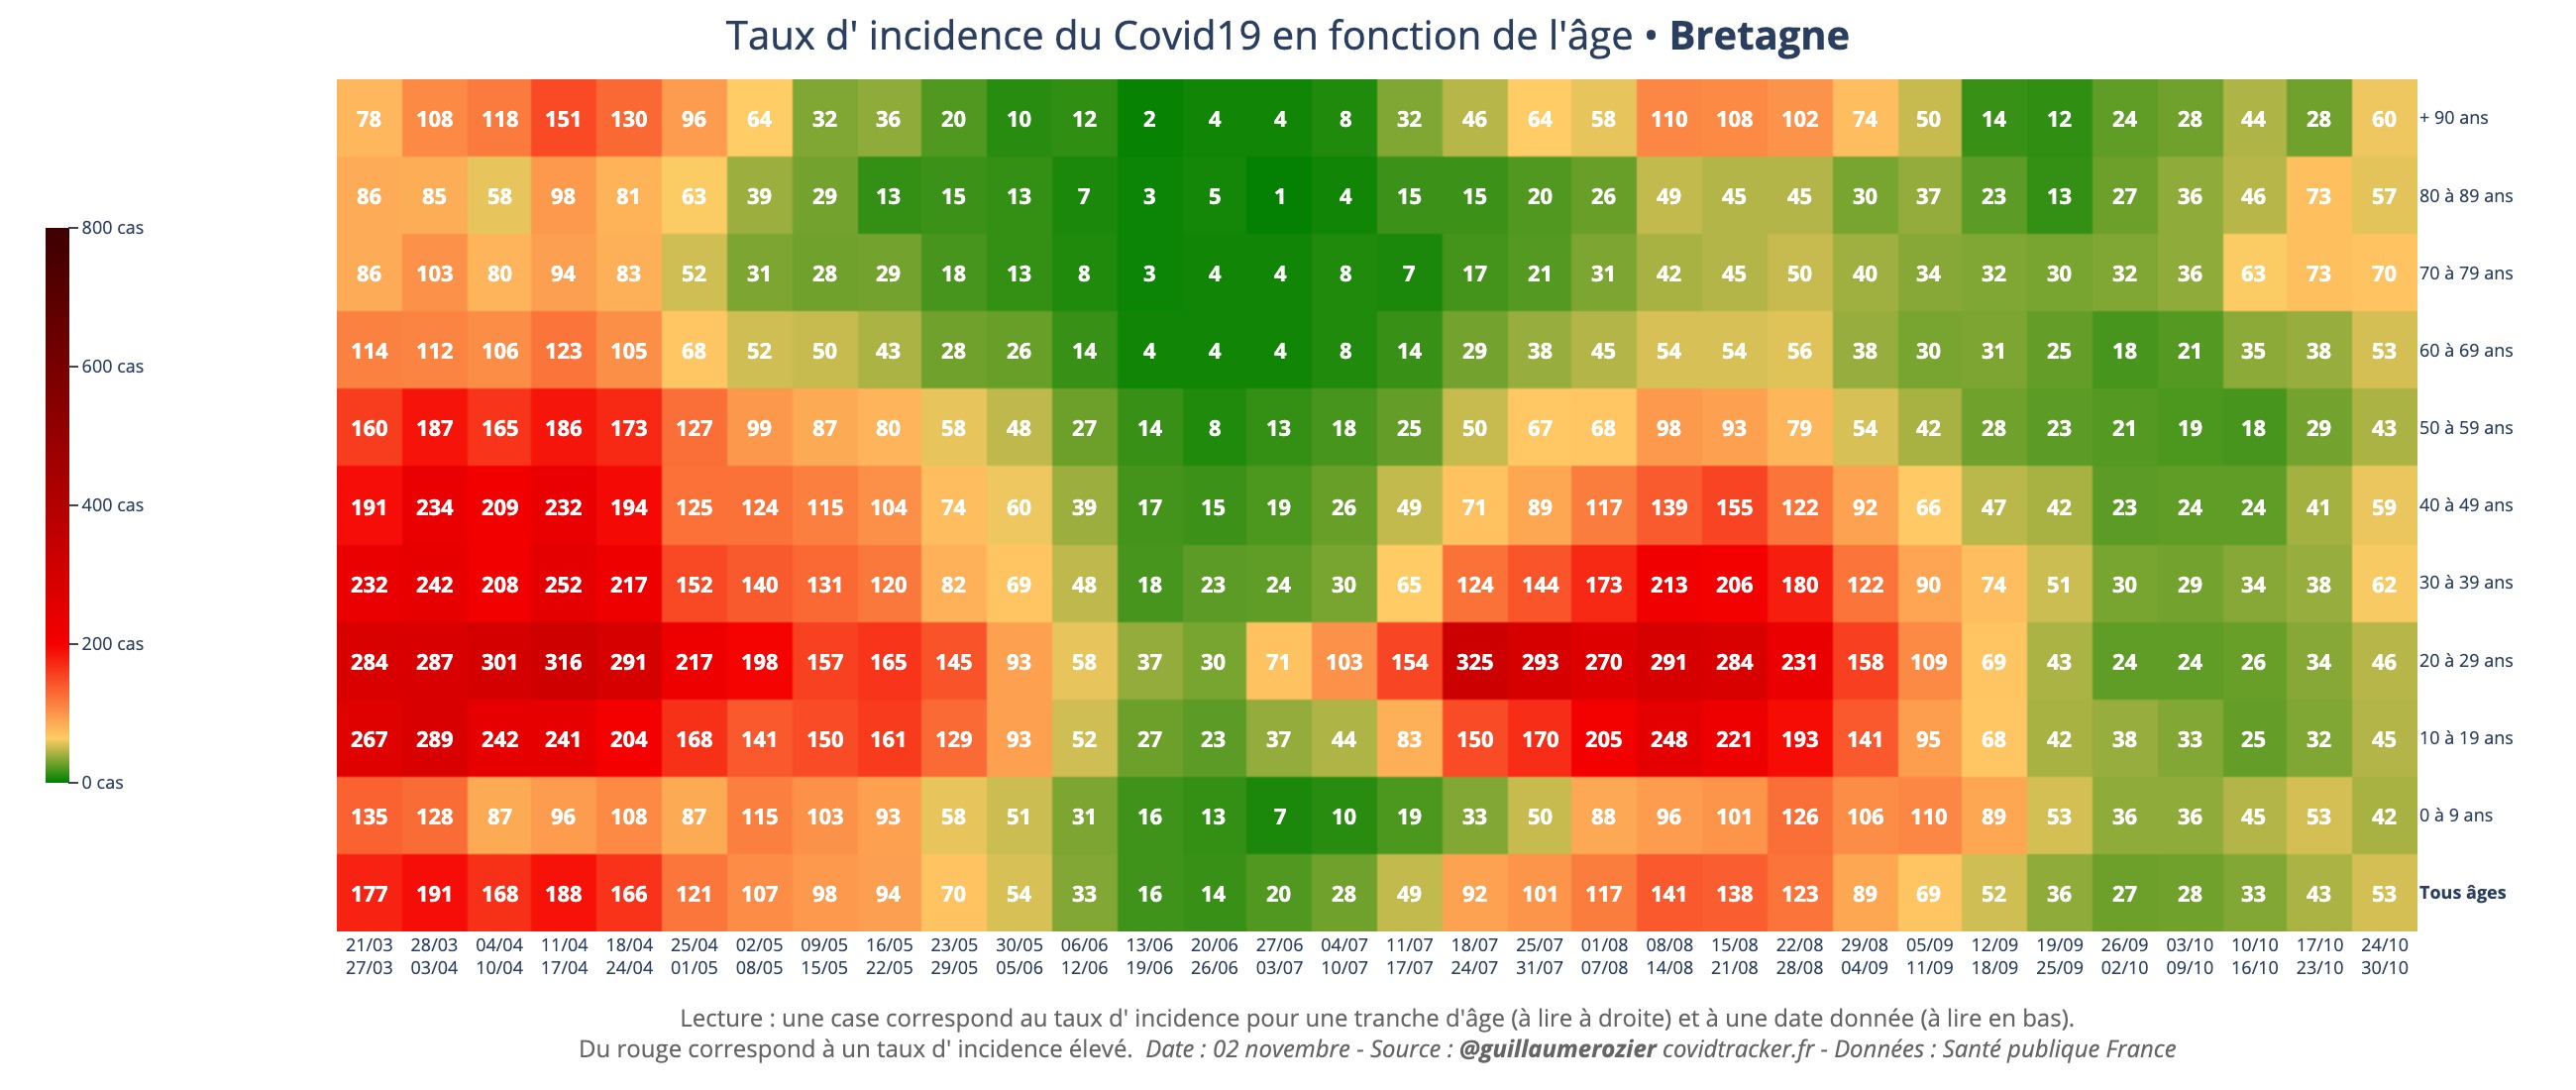 Taux d' incidence du Covid19 en fonction de l'âge • Bretagne
78 108 118 151 130 96 64 32 36 20 10 12 2 4 4 8 32 46 64 58 110 108 102 74 50 14 12 24 28 44 28 60 + 90 ans
86 85 58 98 81 63 39 29 13 15 13 7 3 5 1 4 15 15 20 26 49 45 45 30 37 23 13 27 36 46 73 57 80 à 89 ans
800 cas
86 103 80 94 83 52 31 28 29 18 13 8 3 4 4 8 7 17 21 31 42 45 50 40 34 32 30 32 36 63 73 70 70 à 79 ans
114 112 106 123 105 68 52 50 43 28 26 14 4 4 4 8 14 29 38 45 54 54 56 38 30 31 25 18 21 35 38 53 60 à 69 ans
600 cas
160 187 165 186 173 127 99 87 80 58 48 27 14 8 13 18 25 50 67 68 98 93 79 54 42 28 23 21 19 18 29 43 50 à 59 ans
400 cas
191 234 209 232 194 125 124 115 104 74 60 39 17 15 19 26 49 71 89 117 139 155 122 92 66 47 42 23 24 24 41 59 40 à 49 ans
232 242 208 252 217 152 140 131 120 82 69 48 18 23 24 30 65 124 144 173 213 206 180 122 90 74 51 30 29 34 38 62 30 à 39 ans
200 cas
284 287 301 316 291 217 198 157 165 145 93 58 37 30 71 103 154 325 293 270 291 284 231 158 109 69 43 24 24 26 34 46 20 à 29 ans
267 289 242 241 204 168 141 150 161 129 93 52 27 23 37 44 83 150 170 205 248 221 193 141 95 68 42 38 33 25 32 45 10 à 19 ans
0 cas
135 128 87 96 108 87 115 103 93 58 51 31 16 13 7 10 19 33 50 88 96 101 126 106 110 89 53 36 36 45 53 42 0 à 9 ans
177 191 168 188 166 121 107 98 94 70 54 33 16 14 20 28 49 92 101 117 141 138 123 89 69 52 36 27 28 33 43 53 Tous âges
21/03 28/03 04/04 11/04 18/04 25/04 02/05 09/05 16/05 23/05 30/05 06/06 13/06 20/06 27/06 04/07 11/07 18/07 25/07 01/08 08/08 15/08 22/08 29/08 05/09 12/09 19/09 26/09 03/10 10/10 17/10 24/10
27/03 03/04 10/04 17/04 24/04 01/05 08/05 15/05 22/05 29/05 05/06 12/06 19/06 26/06 03/07 10/07 17/07 24/07 31/07 07/08 14/08 21/08 28/08 04/09 11/09 18/09 25/09 02/10 09/10 16/10 23/10 30/10
Lecture : une case correspond au taux d' incidence pour une tranche d'âge (à lire à droite) et à une date donnée (à lire en bas).
Du rouge correspond à un taux d' incidence élevé. Date : 02 novembre - Source : @guillaumerozier covidtracker.fr - Données : Santé publique France